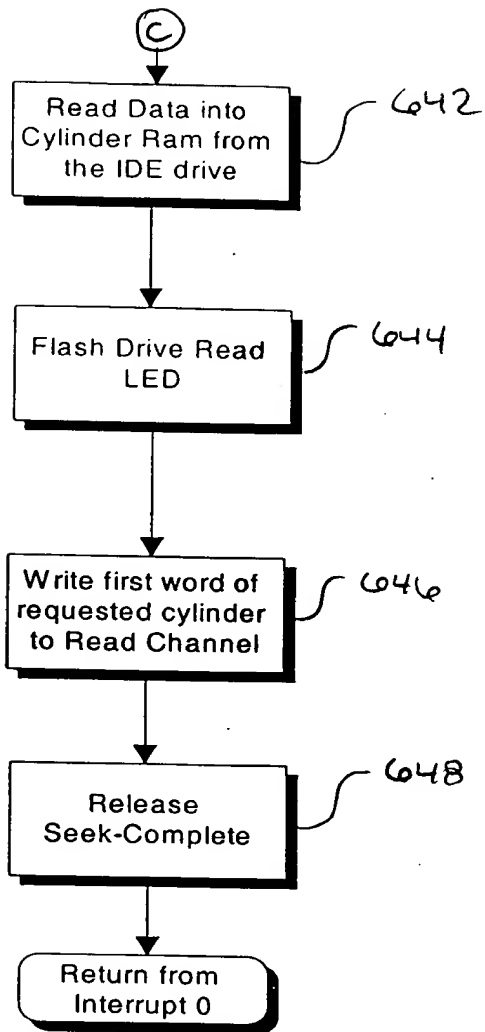 C
Read Data into
Cylinder Ram from
the IDE drive
642
Flash Drive Read
LED
644
Write first word of
requested cylinder
to Read Channel
646
Release
Seek-Complete
648
Return from
Interrupt 0